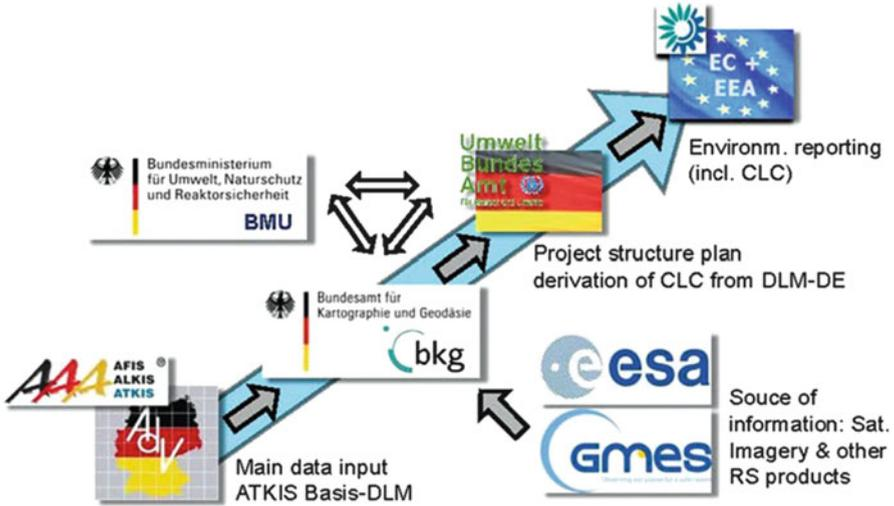 EC +
EEA
Environm. reporting
(incl. CLC)
Umwelt
Bundes
Amt
Bundesministerium
für Umwelt, Naturschutz
und Reaktorsicherheit
BMU
Project structure plan
derivation of CLC from DLM-DE
Bundesamt für
Kartographie und Geodäsie
bkg
AAA
AFIS ®
ALKIS
ATKIS
AdV
Main data input
ATKIS Basis-DLM
esa
GMES
Souce of
information: Sat.
Imagery & other
RS products